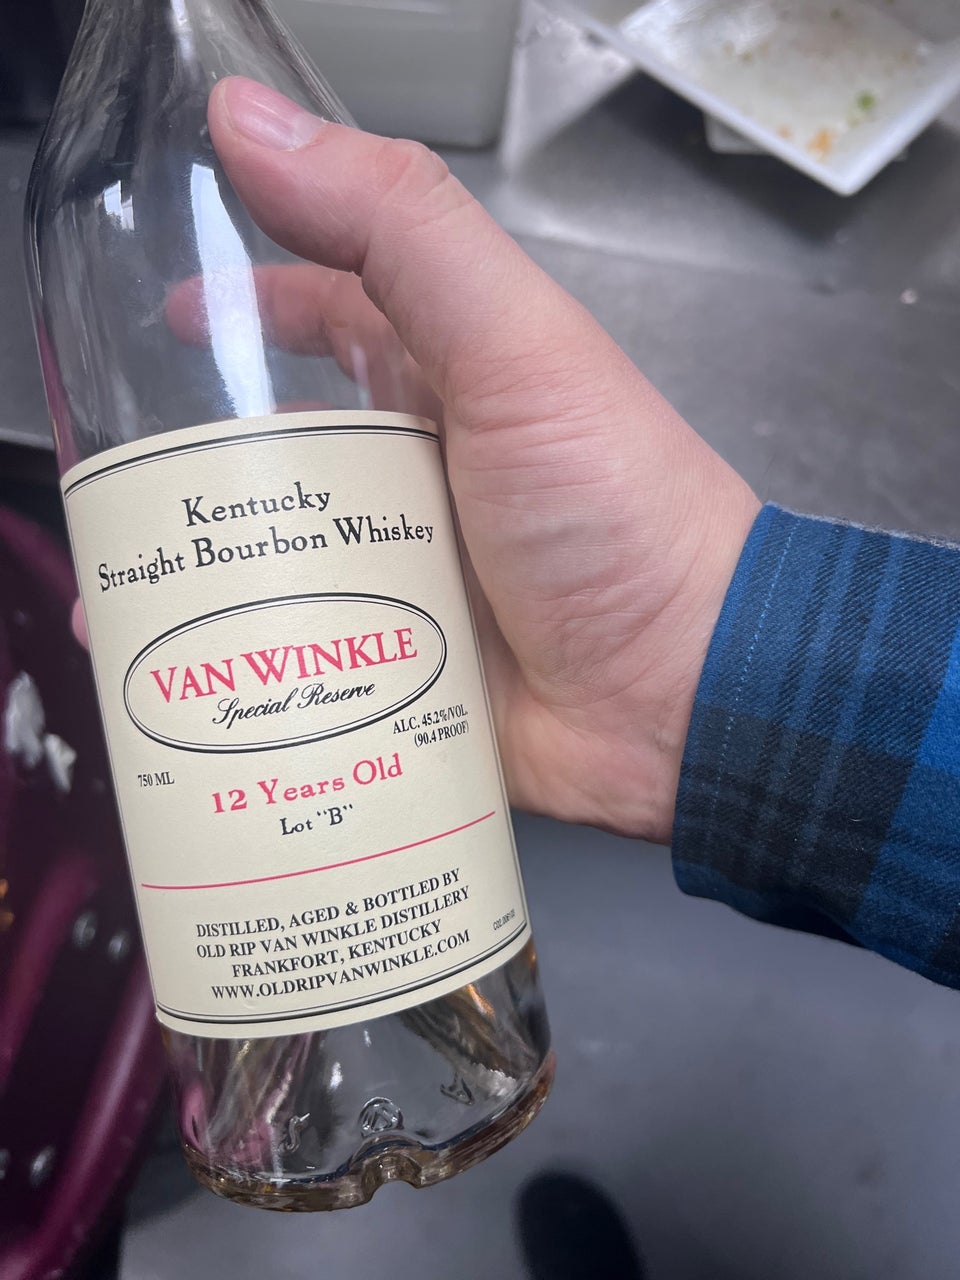 Kentucky
Straight Bourbon Whiskey
VAN WINKLE
Special Reserve
ALC. 45.2%/VOL.
(90.4 PROOF)
750 ML
12 Years Old
Lot "B"
DISTILLED, AGED & BOTTLED BY
OLD RIP VAN WINKLE DISTILLERY
FRANKFORT, KENTUCKY
WWW.OLDRIPVANWINKLE.COM